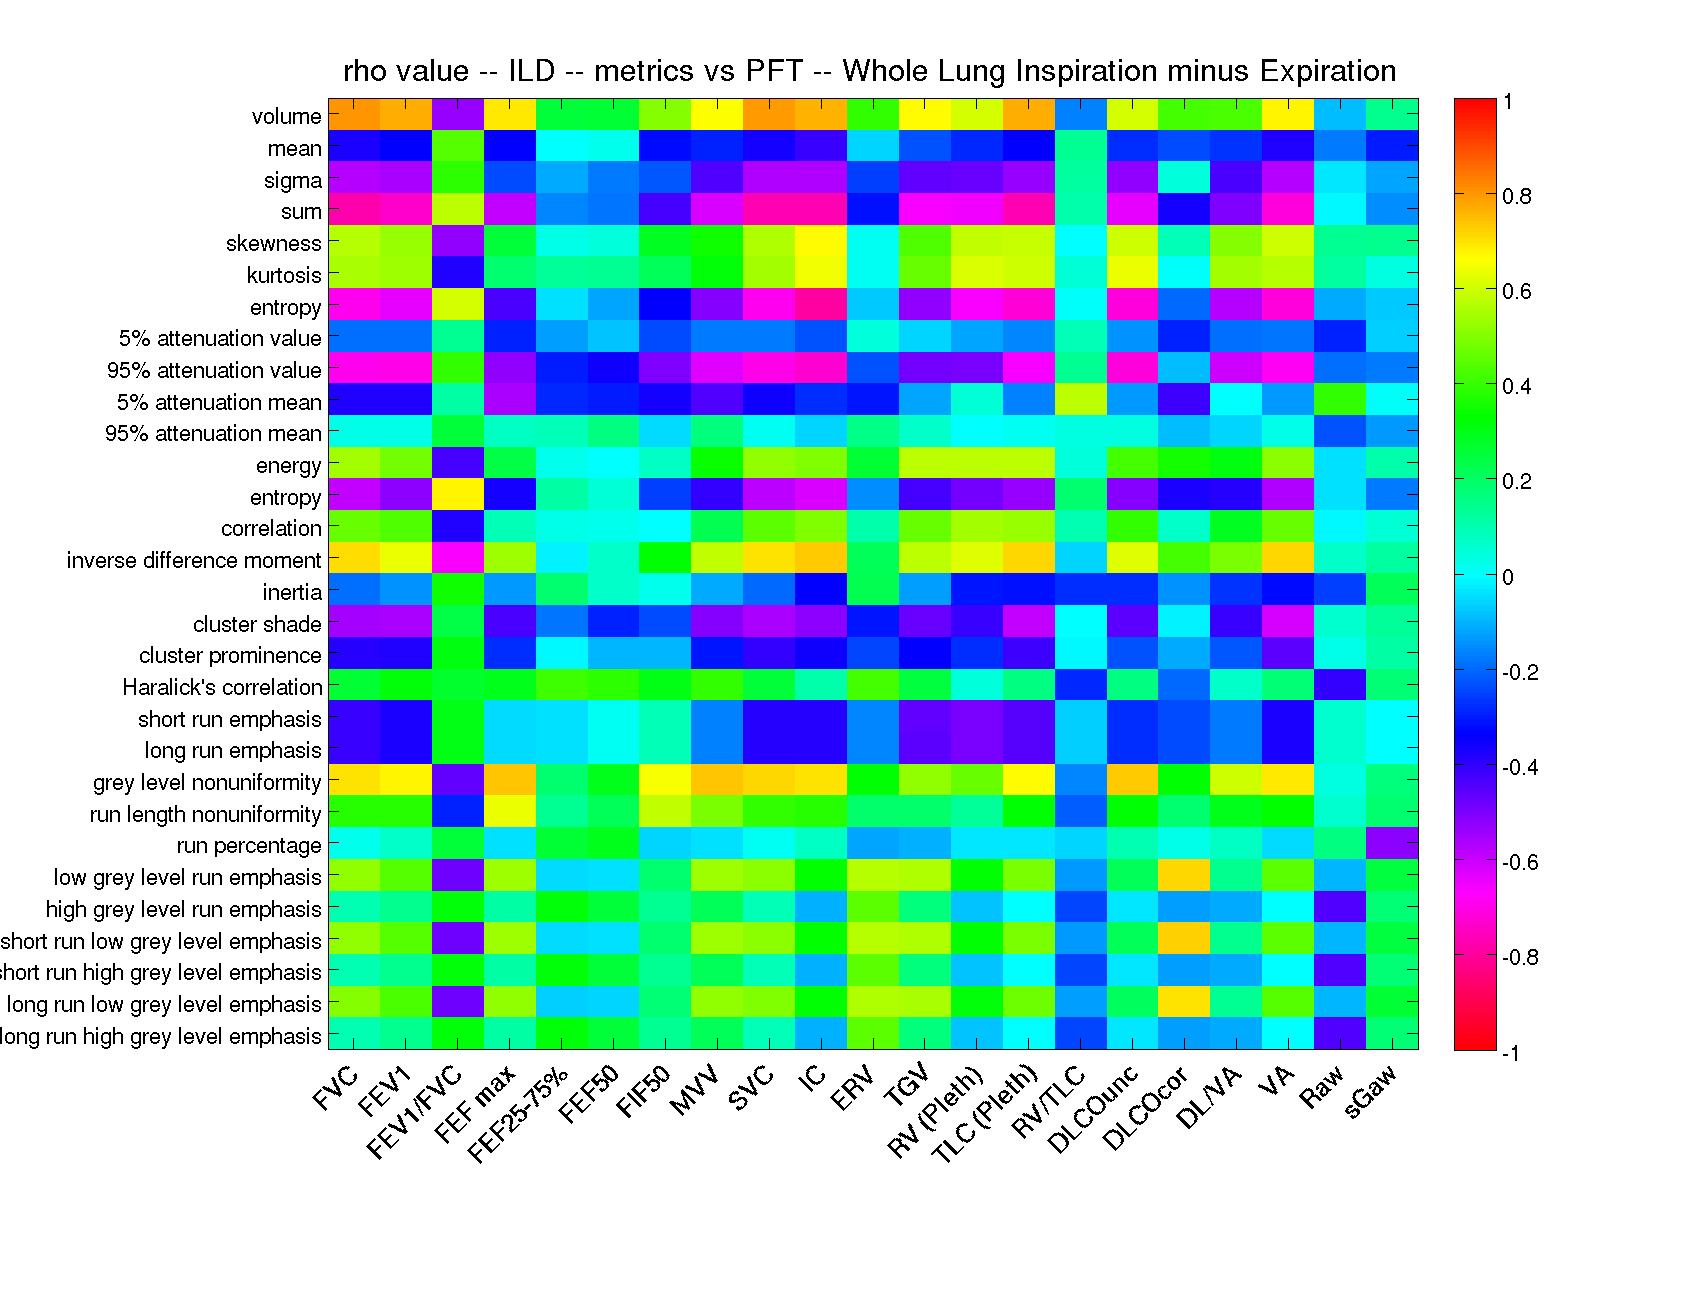 rho value -- ILD -- metrics vs PFT -- Whole Lung Inspiration minus Expiration
volume
mean
sigma
sum
skewness
kurtosis
entropy
5% attenuation value
95% attenuation value
5% attenuation mean
95% attenuation mean
energy
entropy
correlation
inverse difference moment
inertia
cluster shade
cluster prominence
Haralick's correlation
short run emphasis
long run emphasis
grey level nonuniformity
run length nonuniformity
run percentage
low grey level run emphasis
high grey level run emphasis
short run low grey level emphasis
short run high grey level emphasis
long run low grey level emphasis
long run high grey level emphasis
FVC
FEV1
FEV1/FVC
FEF max
FEF25-75%
FEF50
FIF50
MVV
SVC
IC
ERV
TGV
RV (Pleth)
TLC (Pleth)
RV/TLC
DLCOunc
DLCOcor
DL/VA
VA
Raw
sGaw
1
0.8
0.6
0.4
0.2
0
-0.2
-0.4
-0.6
-0.8
-1